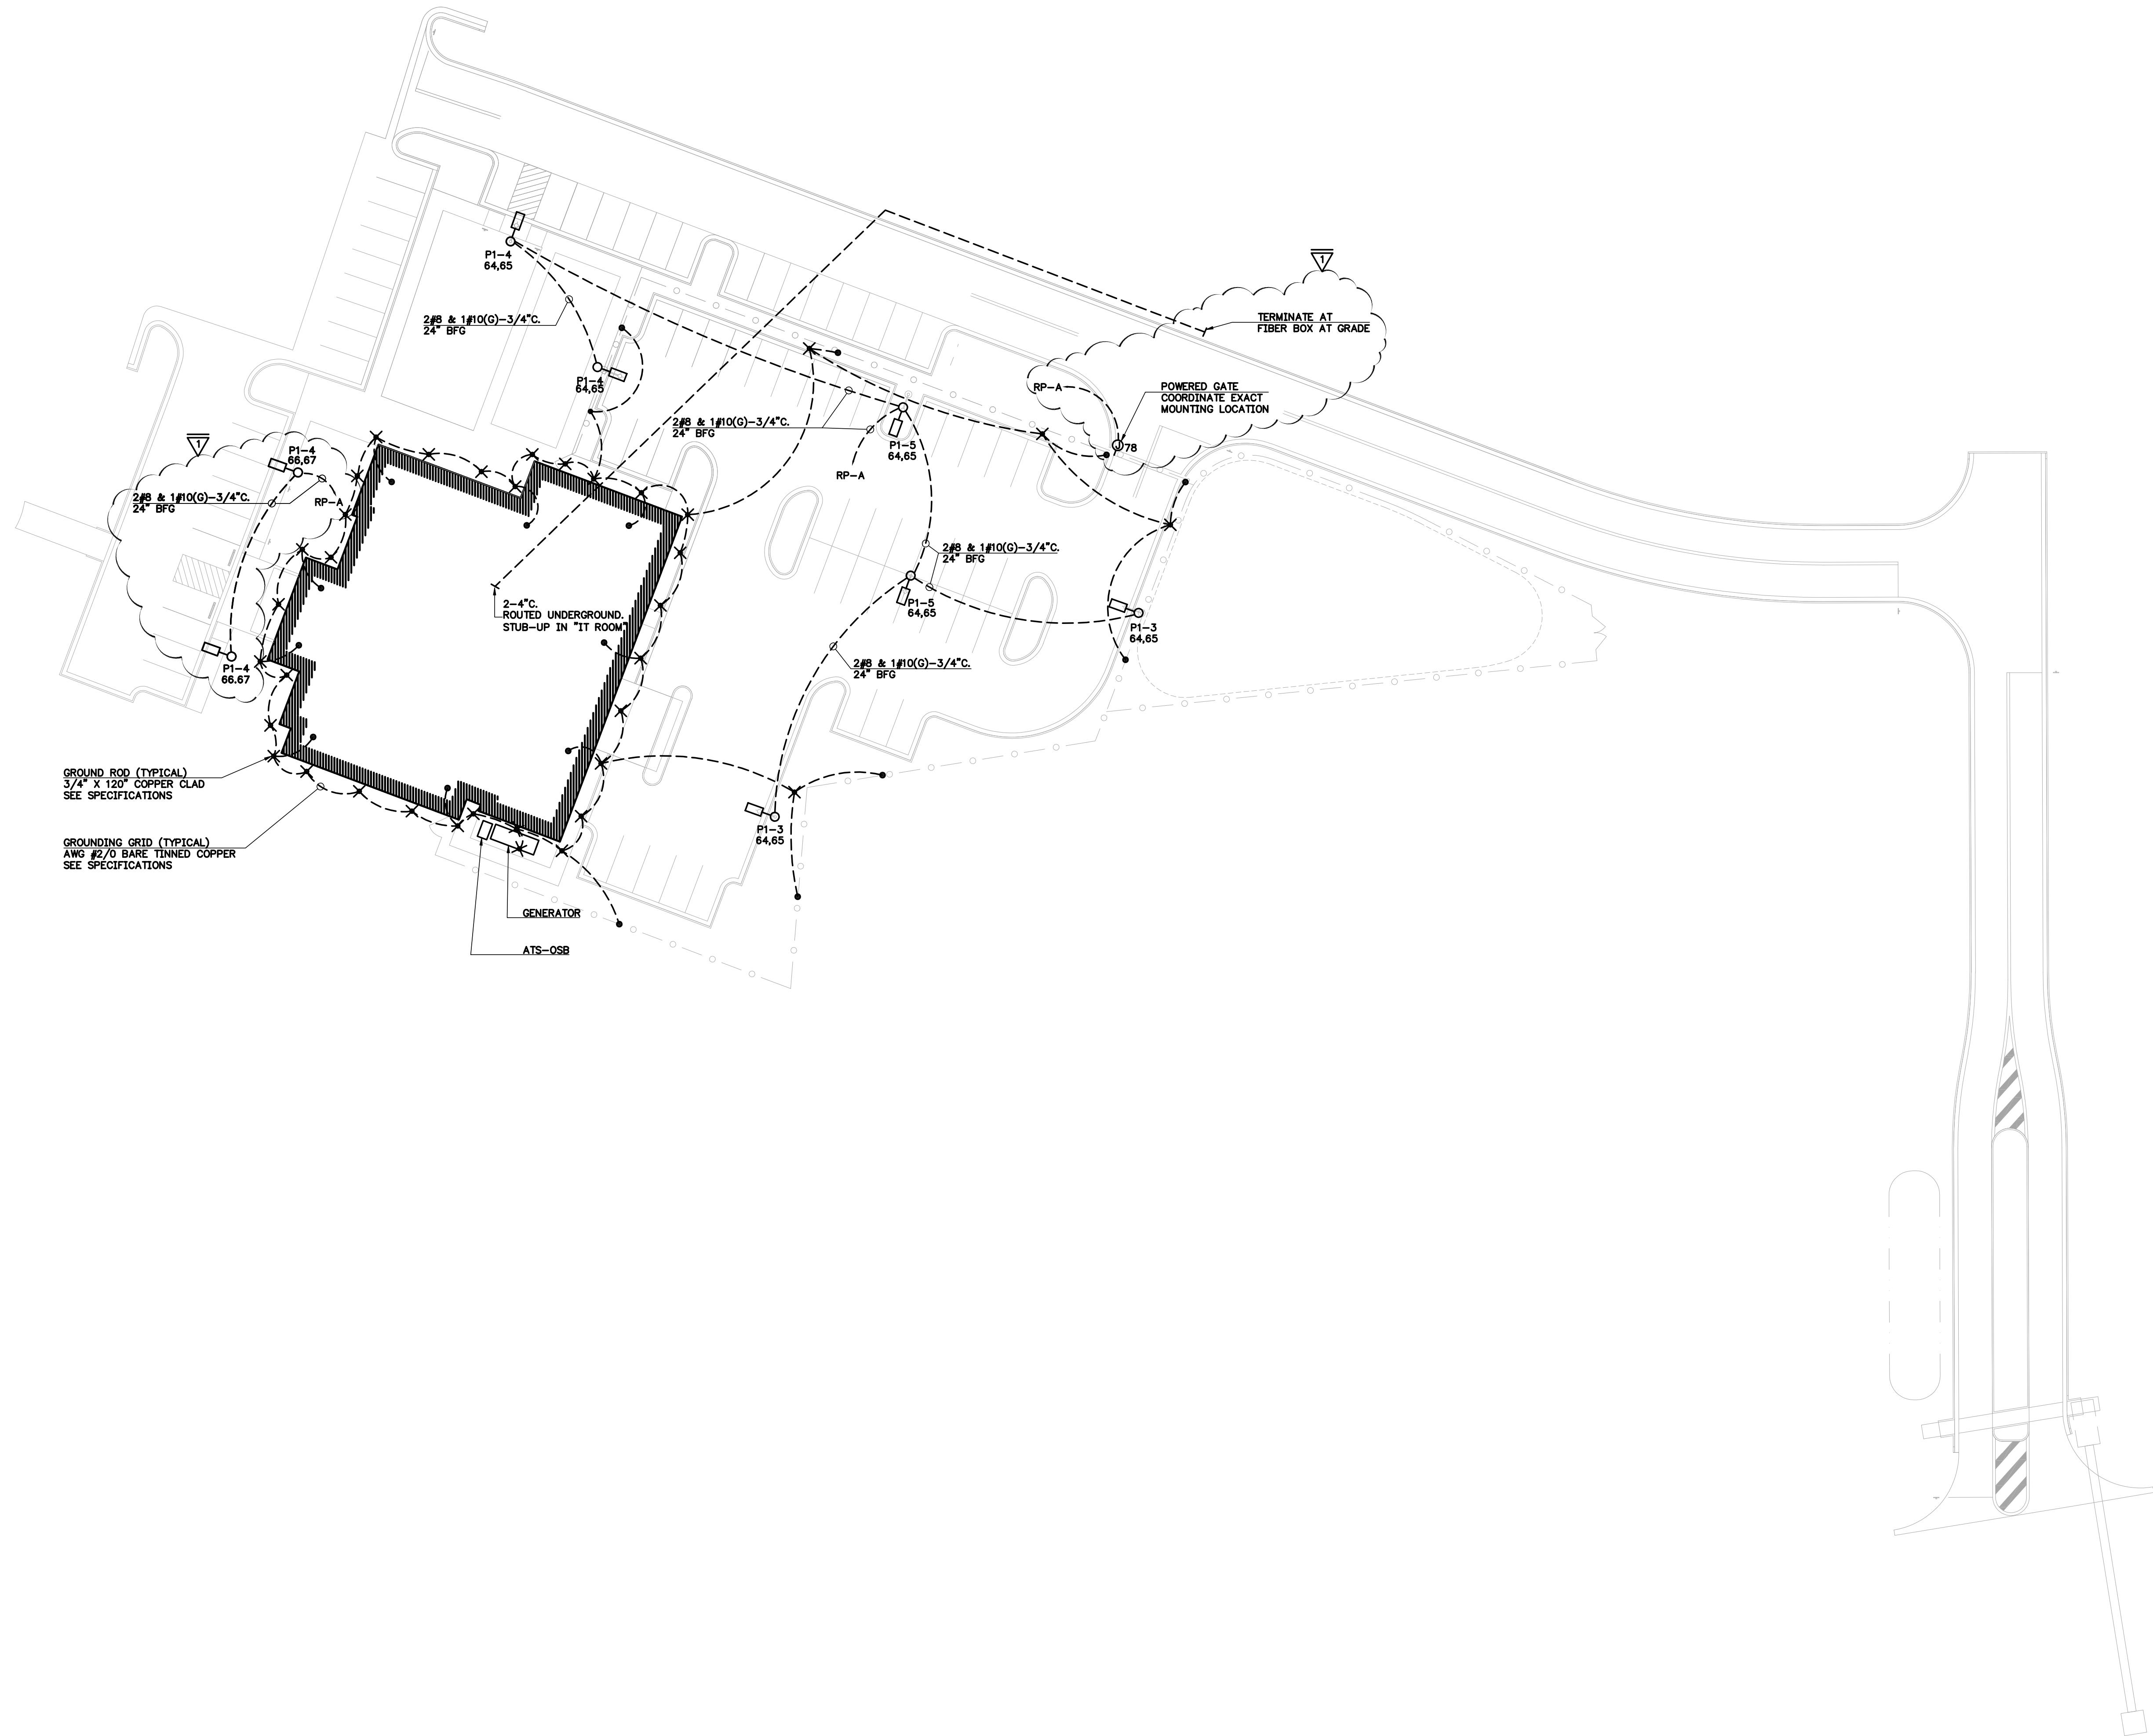 P1-4
64,65
1
TERMINATE AT
FIBER BOX AT GRADE
2#8 & 1#10(G)-3/4"C.
24" BFG
P1-4
64,65
RP-A
POWERED GATE
COORDINATE EXACT
MOUNTING LOCATION
78
2#8 & 1#10(G)-3/4"C.
24" BFG
P1-5
64,65
RP-A
1
P1-4
66,67
2#8 & 1#10(G)-3/4"C.
24" BFG
RP-A
2#8 & 1#10(G)-3/4"C.
24" BFG
P1-5
64,65
2-4"C.
ROUTED UNDERGROUND.
STUB-UP IN "IT ROOM"
P1-3
64,65
P1-4
66.67
2#8 & 1#10(G)-3/4"C.
24" BFG
GROUND ROD (TYPICAL)
3/4" X 120" COPPER CLAD
SEE SPECIFICATIONS
P1-3
64,65
GROUNDING GRID (TYPICAL)
AWG #2/0 BARE TINNED COPPER
SEE SPECIFICATIONS
GENERATOR
ATS-OSB